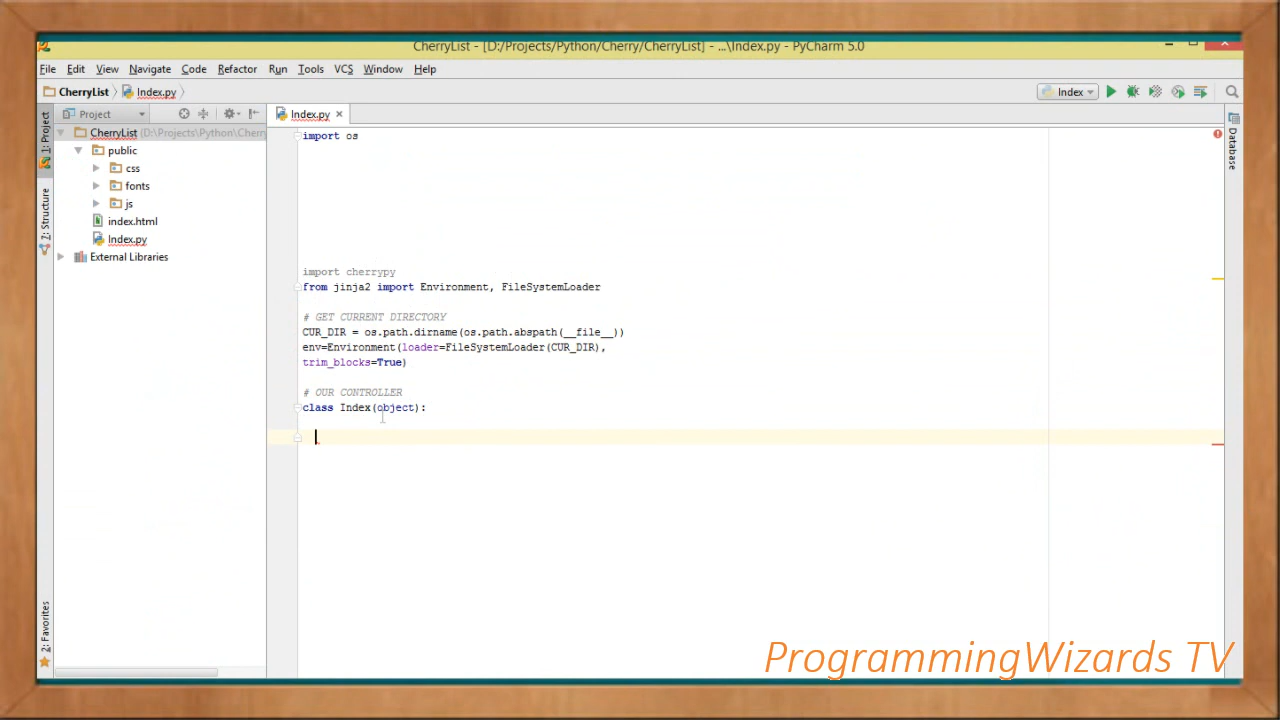 CherryList - [D:/Projects/Python/Cherry/CherryList] - ...\Index.py - PyCharm 5.0
File Edit View Navigate Code Refactor Run Tools VCS Window Help
CherryList Index.py Index
1: Project
Project
Index.py
CherryList (D:\Projects\Python\Cherr
public
css
fonts
js
index.html
Index.py
External Libraries
7: Structure
2: Favorites
Database
import os
import cherrypy
from jinja2 import Environment, FileSystemLoader
# GET CURRENT DIRECTORY
CUR_DIR = os.path.dirname(os.path.abspath(__file__))
env=Environment(loader=FileSystemLoader(CUR_DIR),
trim_blocks=True)
# OUR CONTROLLER
class Index(object):
ProgrammingWizards TV